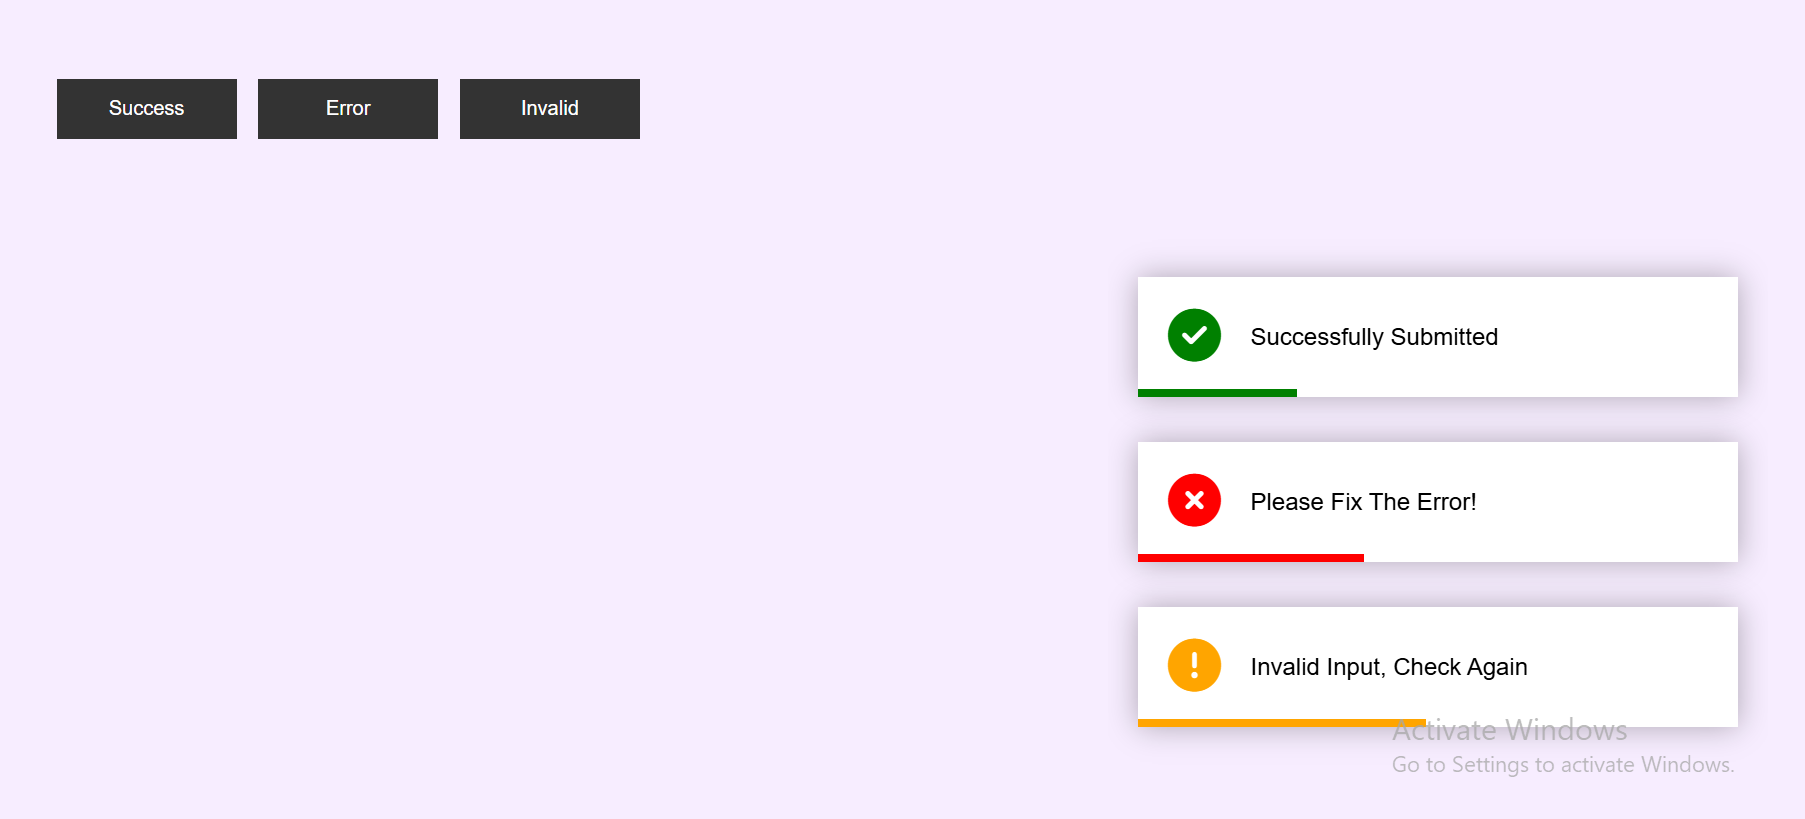 Success
Error
Invalid
Successfully Submitted
Please Fix The Error!
Invalid Input, Check Again
Activate Windows
Go to Settings to activate Windows.